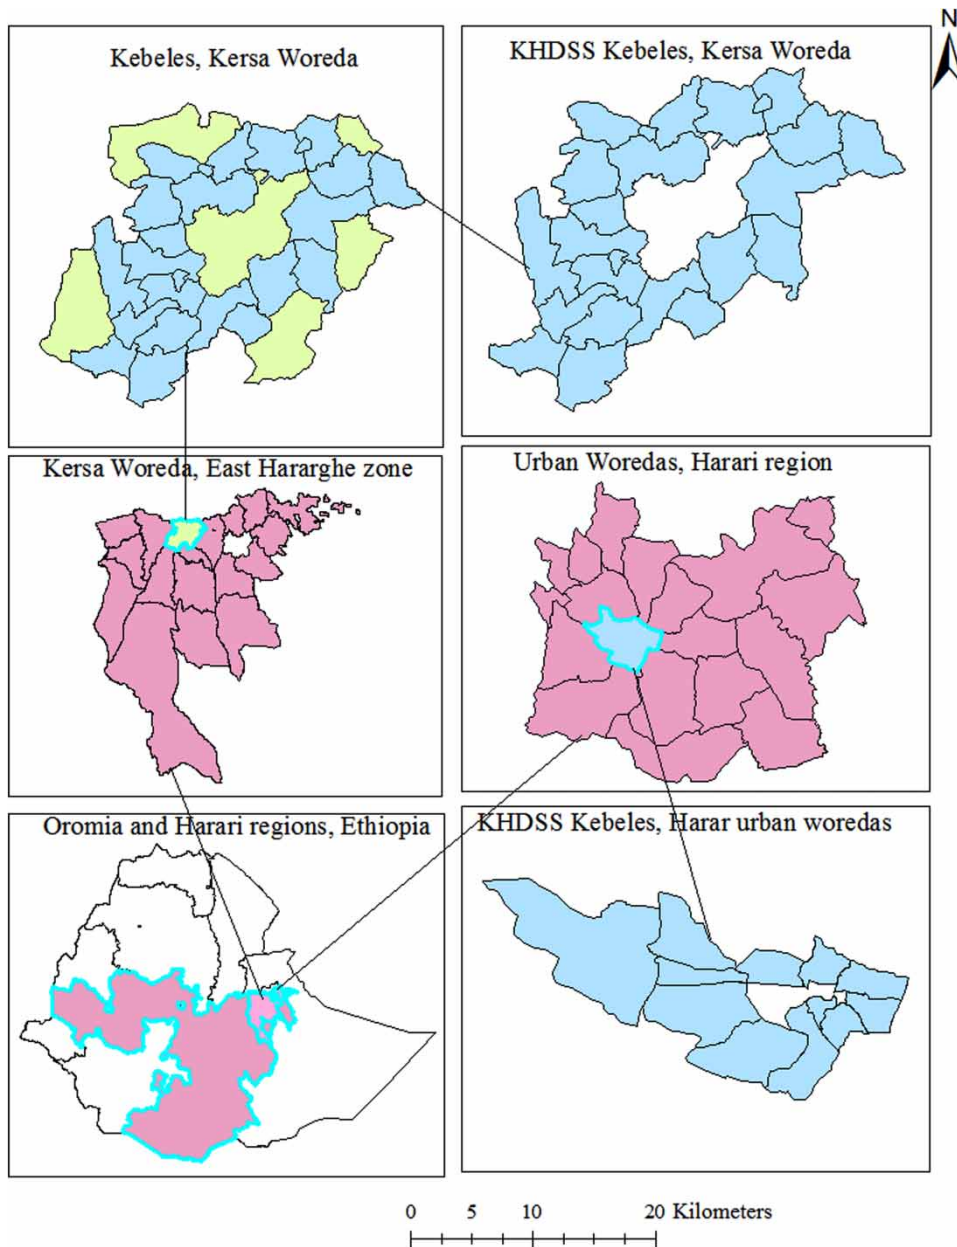 N
Kebeles, Kersa Woreda
KHDSS Kebeles, Kersa Woreda
Kersa Woreda, East Hararghe zone
Urban Woredas, Harari region
Oromia and Harari regions, Ethiopia
KHDSS Kebeles, Harar urban woredas
0 5 10 20 Kilometers